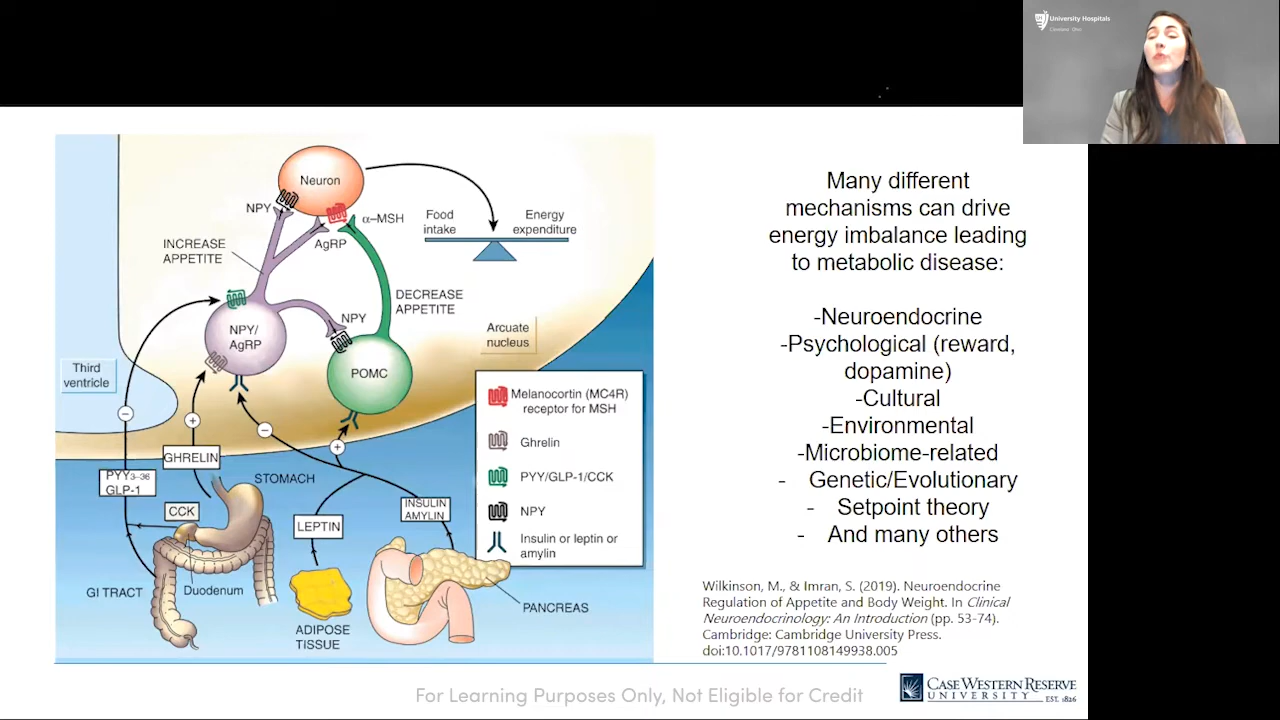 University Hospitals
Cleveland Ohio
Neuron
NPY
α–MSH
AgRP
Food
intake
Energy
expenditure
INCREASE
APPETITE
DECREASE
APPETITE
NPY/
AgRP
NPY
POMC
Arcuate
nucleus
Third
ventricle
−
+
−
+
Melanocortin (MC4R)
receptor for MSH
Ghrelin
PYY/GLP-1/CCK
NPY
Insulin or leptin or
amylin
GHRELIN
PYY3–36
GLP-1
STOMACH
CCK
LEPTIN
INSULIN
AMYLIN
GI TRACT
Duodenum
ADIPOSE
TISSUE
PANCREAS
Many different
mechanisms can drive
energy imbalance leading
to metabolic disease:
-Neuroendocrine
-Psychological (reward,
dopamine)
-Cultural
-Environmental
-Microbiome-related
- Genetic/Evolutionary
- Setpoint theory
- And many others
Wilkinson, M., & Imran, S. (2019). Neuroendocrine
Regulation of Appetite and Body Weight. In Clinical
Neuroendocrinology: An Introduction (pp. 53-74).
Cambridge: Cambridge University Press.
doi:10.1017/9781108149938.005
For Learning Purposes Only, Not Eligible for Credit
CASE WESTERN RESERVE
UNIVERSITY EST. 1826